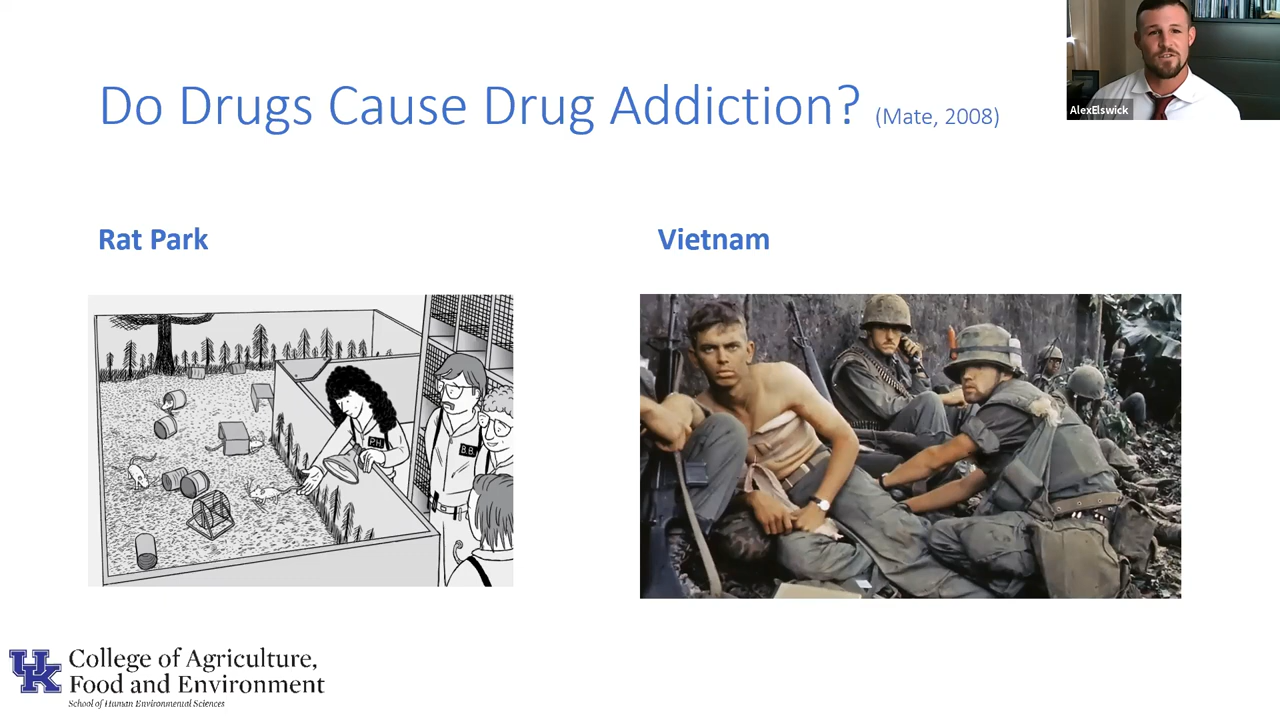 AlexElswick
Do Drugs Cause Drug Addiction? (Mate, 2008)
Rat Park
Vietnam
P.H.
B.B.
UK
College of Agriculture,
Food and Environment
School of Human Environmental Sciences